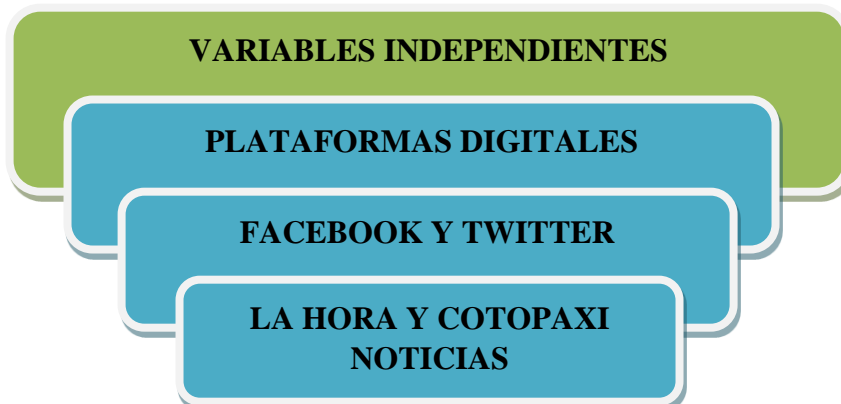 VARIABLES INDEPENDIENTES
PLATAFORMAS DIGITALES
FACEBOOK Y TWITTER
LA HORA Y COTOPAXI
NOTICIAS